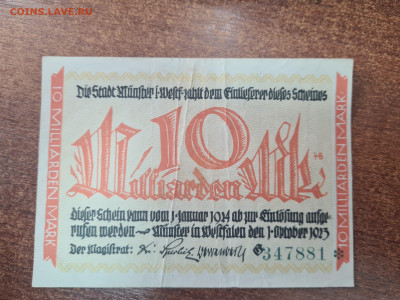 COINS.LAVE.RU
Die Stadt Münster i. Westf. zahlt dem Einlieferer dieses Scheines
10
Milliarden Mk.
dieser Schein kann vom 1. Januar 1924 ab zur Einlösung aufge-
rufen werden — Münster in Westfalen den 1. Oktober 1923
Der Magistrat:
G 347881 *
10 MILLIARDEN MARK
10 MILLIARDEN MARK